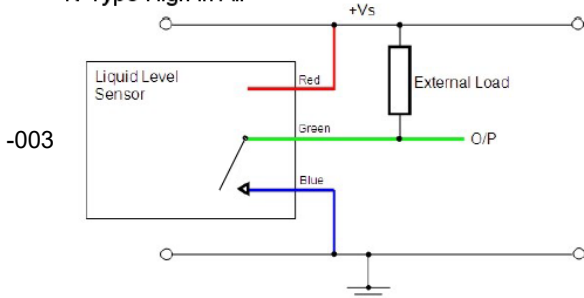 +Vs
Liquid Level
Sensor
Red
External Load
-003
Green
O/P
Blue